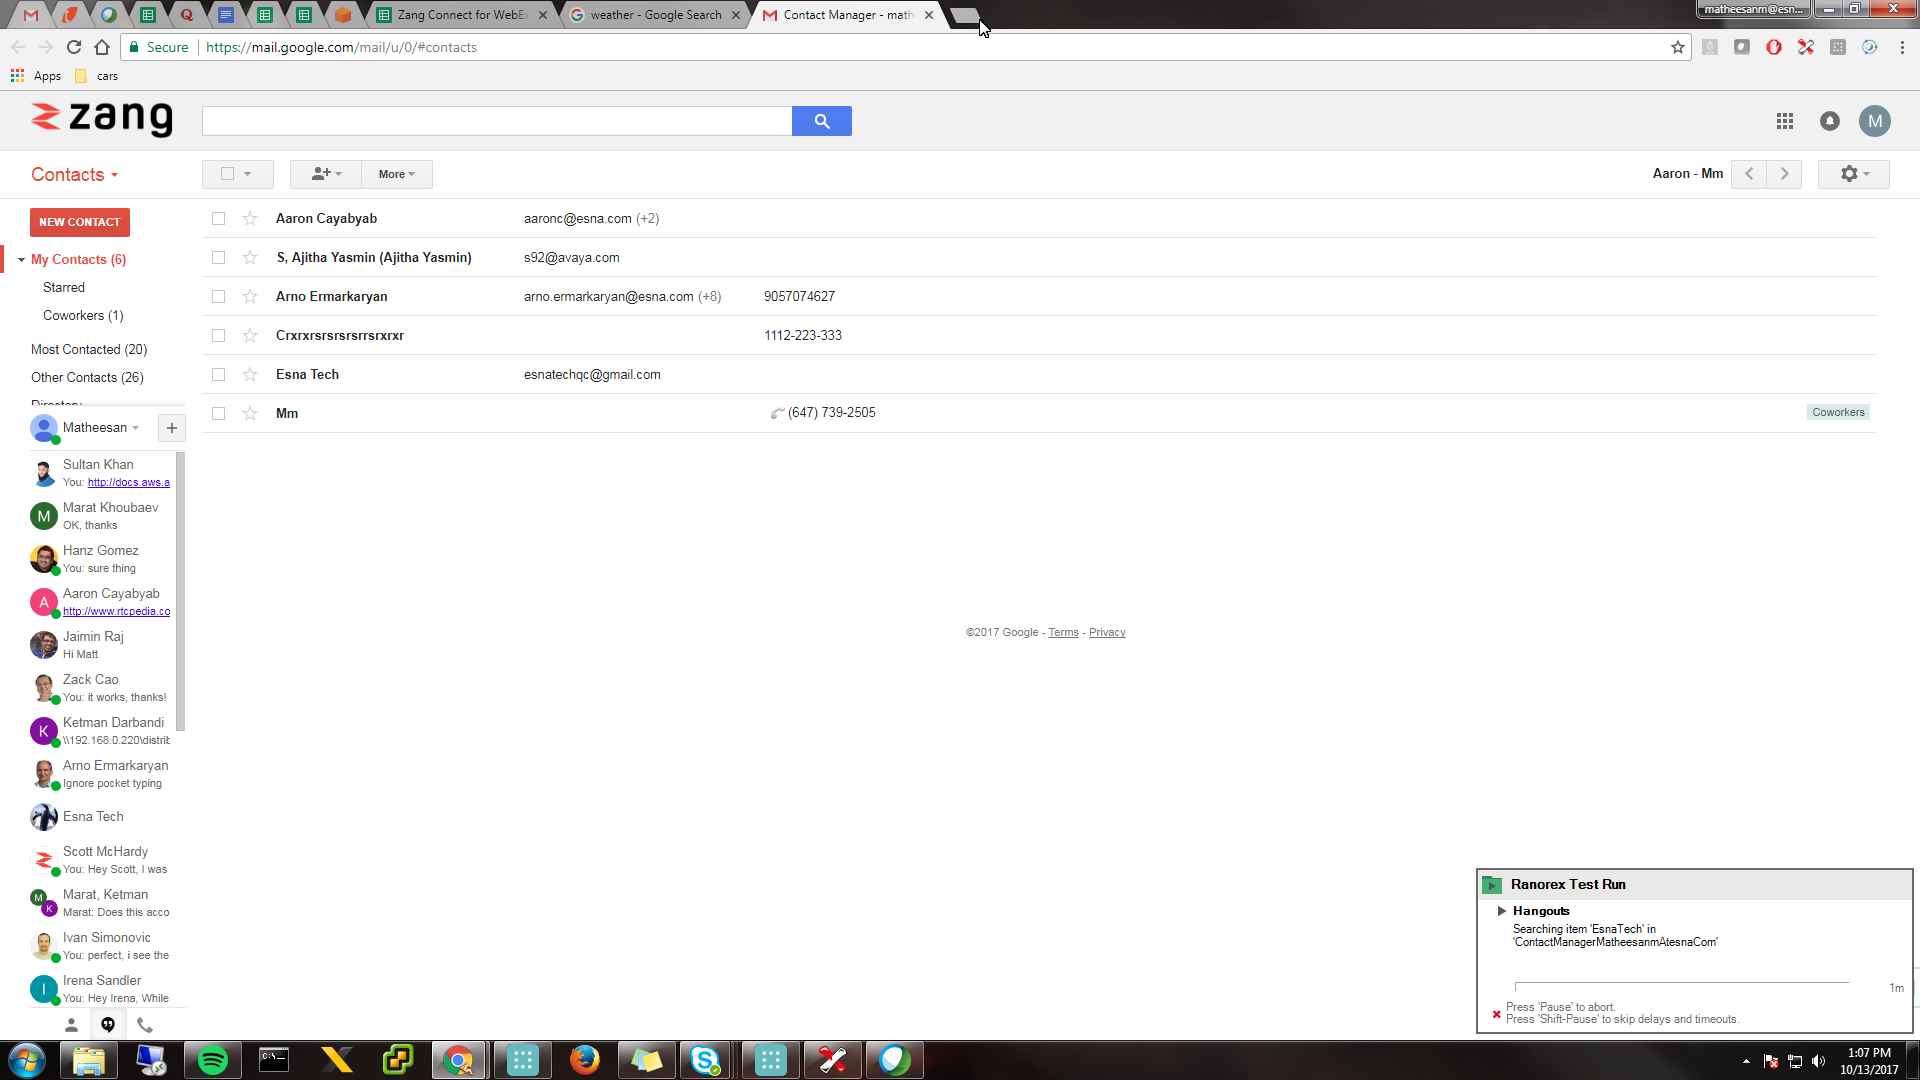 Zang Connect for WebEx
weather - Google Search
Contact Manager - math
matheesanm@esn...
Secure
https://mail.google.com/mail/u/0/#contacts
Apps
cars
zang
M
Contacts
More
Aaron - Mm
NEW CONTACT
My Contacts (6)
Starred
Coworkers (1)
Most Contacted (20)
Other Contacts (26)
Directory
Aaron Cayabyab aaronc@esna.com (+2)
S, Ajitha Yasmin (Ajitha Yasmin) s92@avaya.com
Arno Ermarkaryan arno.ermarkaryan@esna.com (+8) 9057074627
Crxrxrsrsrsrsrrsrxrxr 1112-223-333
Esna Tech esnatechqc@gmail.com
Mm (647) 739-2505 Coworkers
Matheesan
Sultan Khan
You: http://docs.aws.a
M
Marat Khoubaev
OK, thanks
Hanz Gomez
You: sure thing
A
Aaron Cayabyab
http://www.rtcpedia.co
Jaimin Raj
Hi Matt
Zack Cao
You: it works, thanks!
K
Ketman Darbandi
\\192.168.0.220\distrit
Arno Ermarkaryan
Ignore pocket typing
Esna Tech
Scott McHardy
You: Hey Scott, I was
M
K
Marat, Ketman
Marat: Does this acco
Ivan Simonovic
You: perfect, i see the
I
Irena Sandler
You: Hey Irena, While
©2017 Google - Terms - Privacy
Ranorex Test Run
Hangouts
Searching item 'EsnaTech' in
'ContactManagerMatheesanmAtesnaCom'
1m
Press 'Pause' to abort.
Press 'Shift-Pause' to skip delays and timeouts.
1:07 PM
10/13/2017